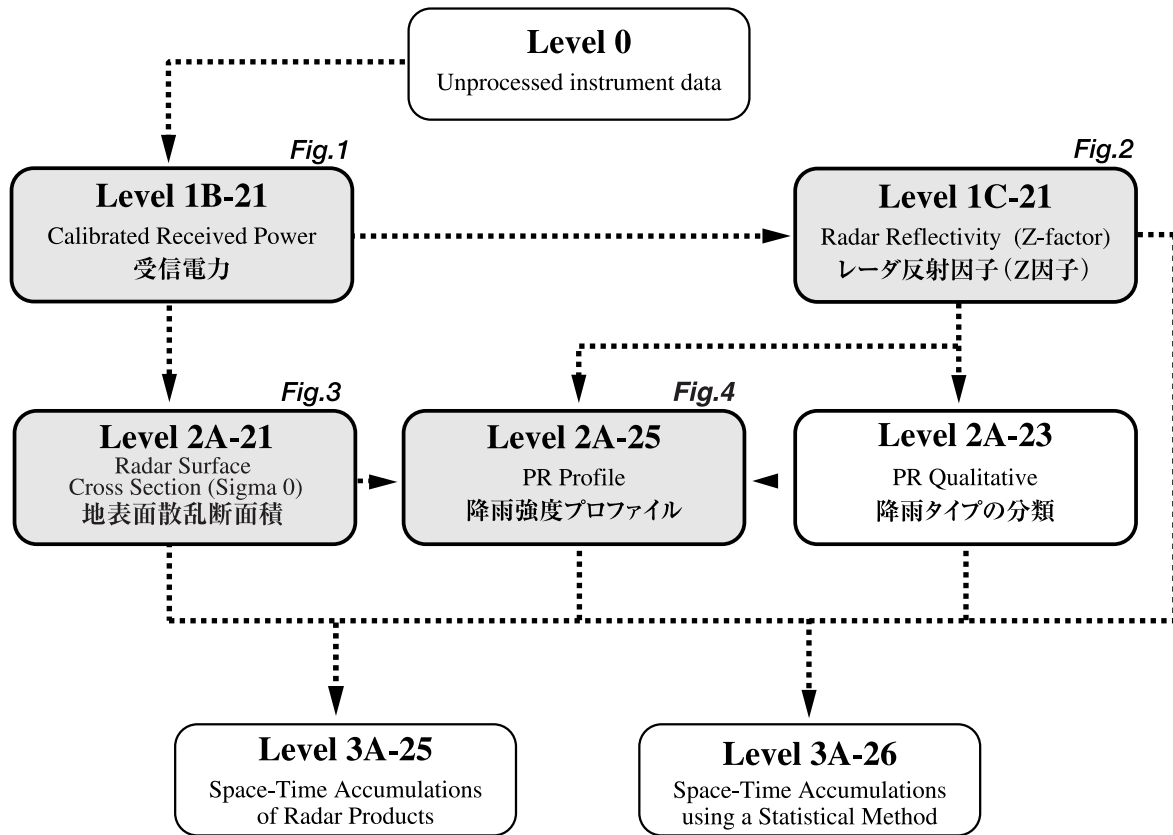 Level 0
Unprocessed instrument data
Fig.1
Level 1B-21
Calibrated Received Power
受信電力
Fig.2
Level 1C-21
Radar Reflectivity (Z-factor)
レーダ反射因子(Z因子)
Fig.3
Level 2A-21
Radar Surface
Cross Section (Sigma 0)
地表面散乱断面積
Fig.4
Level 2A-25
PR Profile
降雨強度プロファイル
Level 2A-23
PR Qualitative
降雨タイプの分類
Level 3A-25
Space-Time Accumulations
of Radar Products
Level 3A-26
Space-Time Accumulations
using a Statistical Method